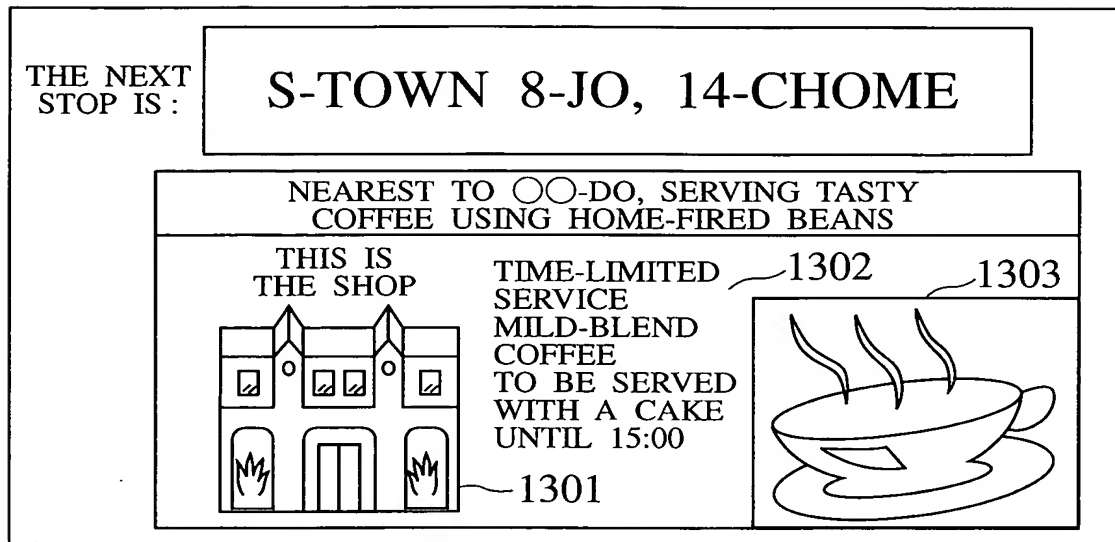 THE NEXT
STOP IS :
S-TOWN 8-JO, 14-CHOME
NEAREST TO ○○-DO, SERVING TASTY
COFFEE USING HOME-FIRED BEANS
THIS IS
THE SHOP
1301
TIME-LIMITED
SERVICE
MILD-BLEND
COFFEE
TO BE SERVED
WITH A CAKE
UNTIL 15:00
1302
1303